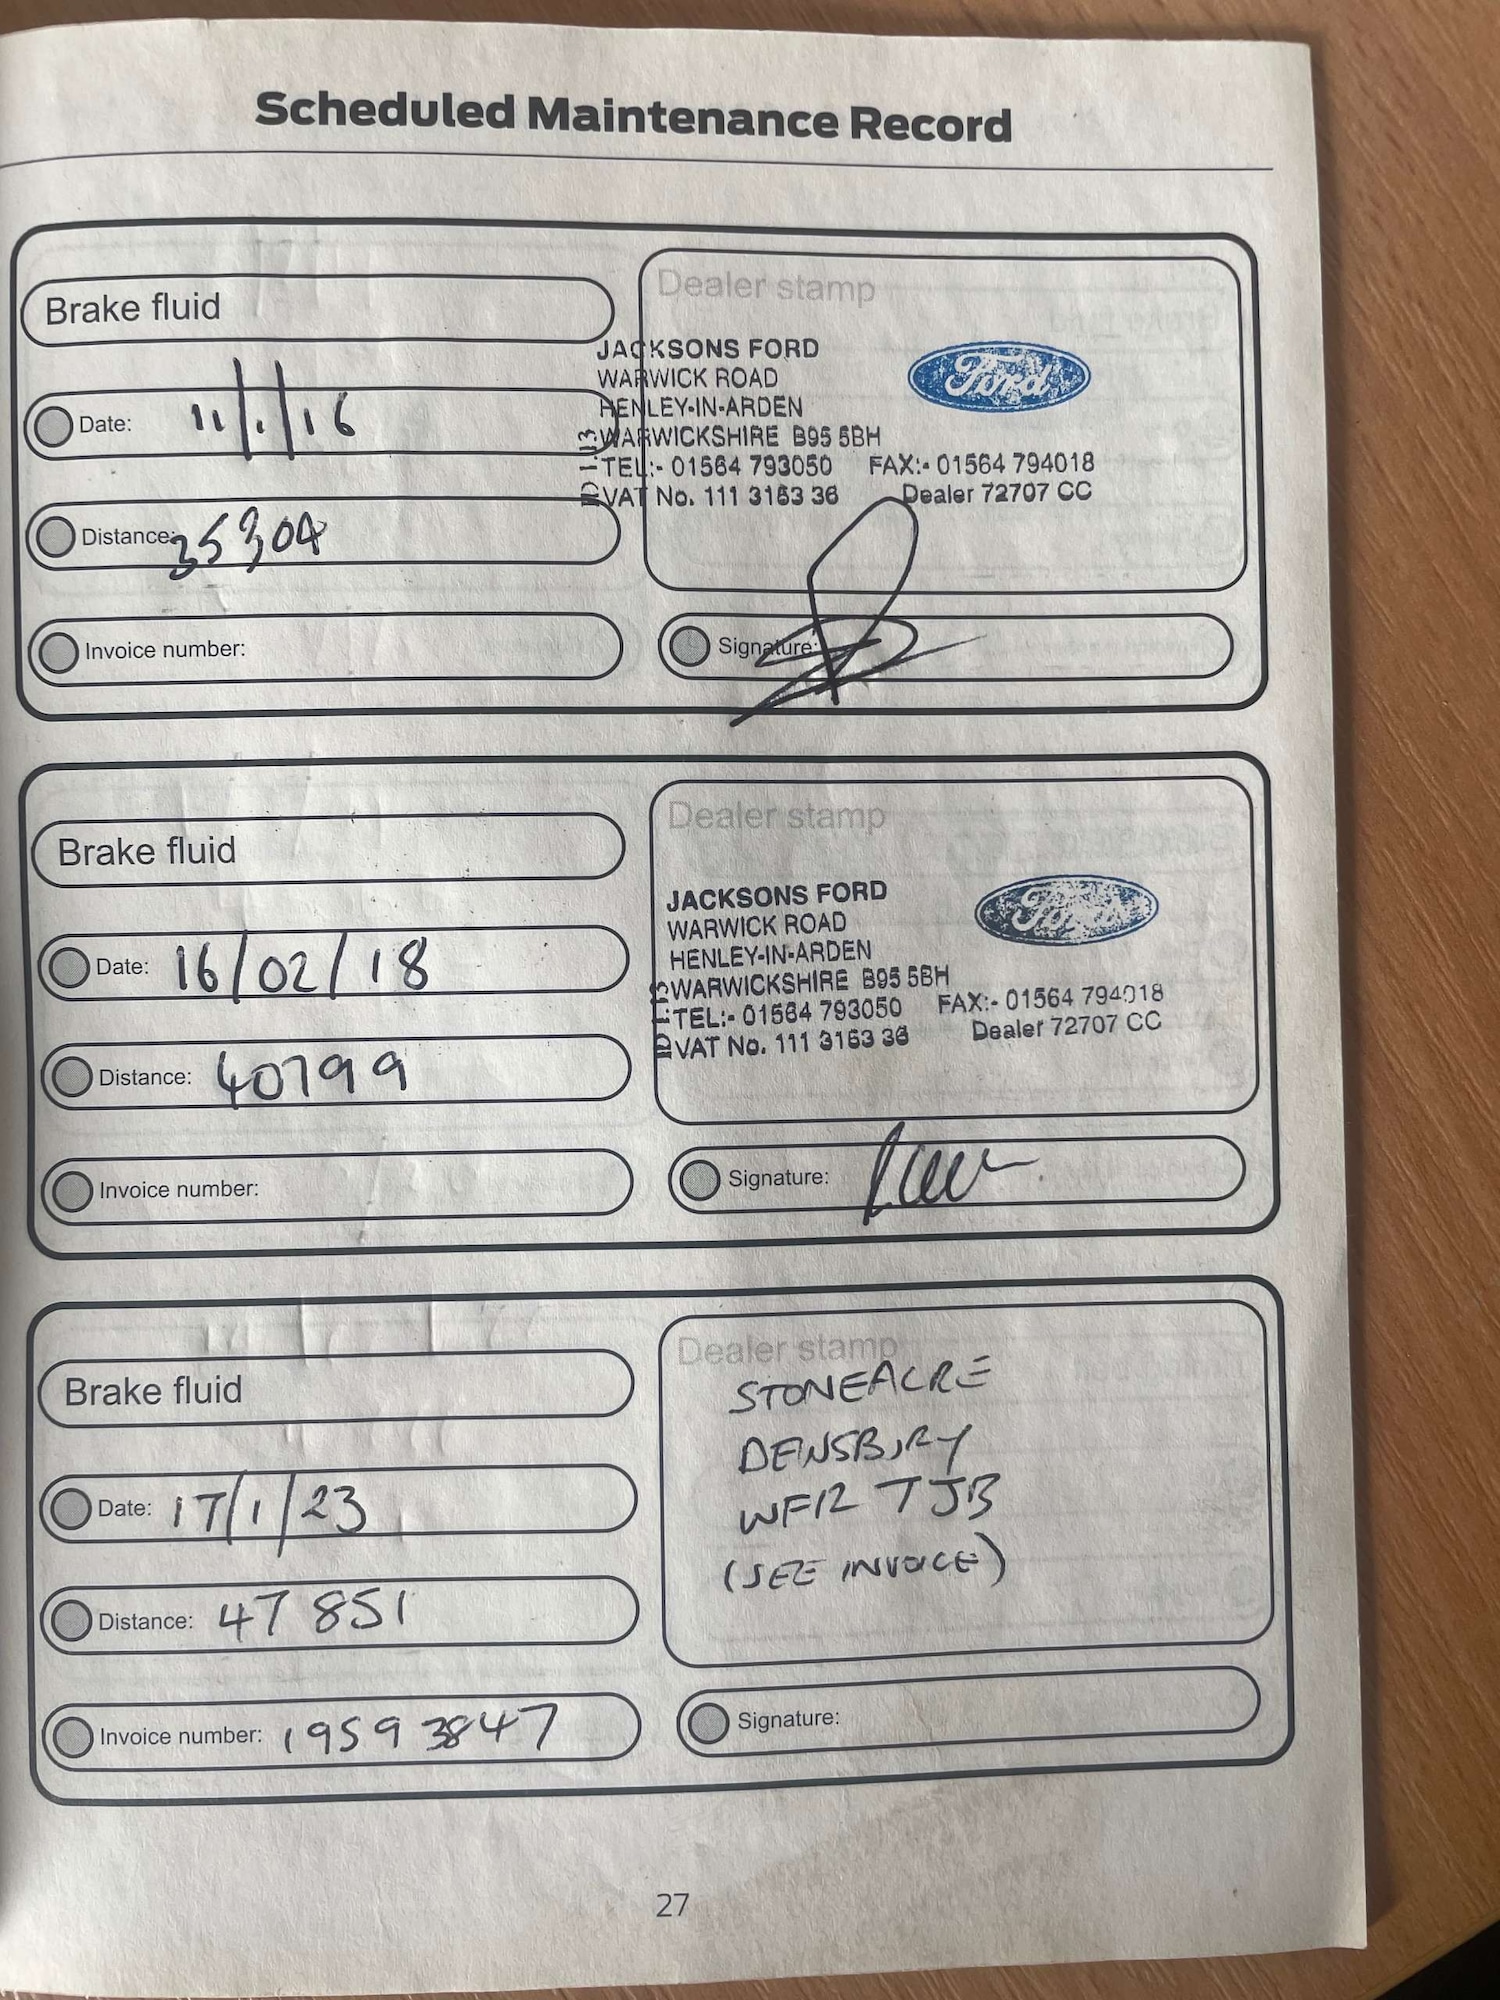 Scheduled Maintenance Record
Brake fluid
Date: 11/1/16
Distance: 35304
Invoice number:
Dealer stamp
JACKSONS FORD
WARWICK ROAD
HENLEY-IN-ARDEN
WARWICKSHIRE B95 5BH
TEL:- 01564 793050 FAX:- 01564 794018
VAT No. 111 3163 36 Dealer 72707 CC
Ford
Signature:
Brake fluid
Date: 16/02/18
Distance: 40799
Invoice number:
Dealer stamp
JACKSONS FORD
WARWICK ROAD
HENLEY-IN-ARDEN
WARWICKSHIRE B95 5BH
TEL:- 01564 793050 FAX:- 01564 794018
VAT No. 111 3163 36 Dealer 72707 CC
Ford
Signature:
Brake fluid
Date: 17/1/23
Distance: 47851
Invoice number: 19593847
Dealer stamp
STONEACRE
DEWSBURY
WF12 7JB
(SEE INVOICE)
Signature:
27